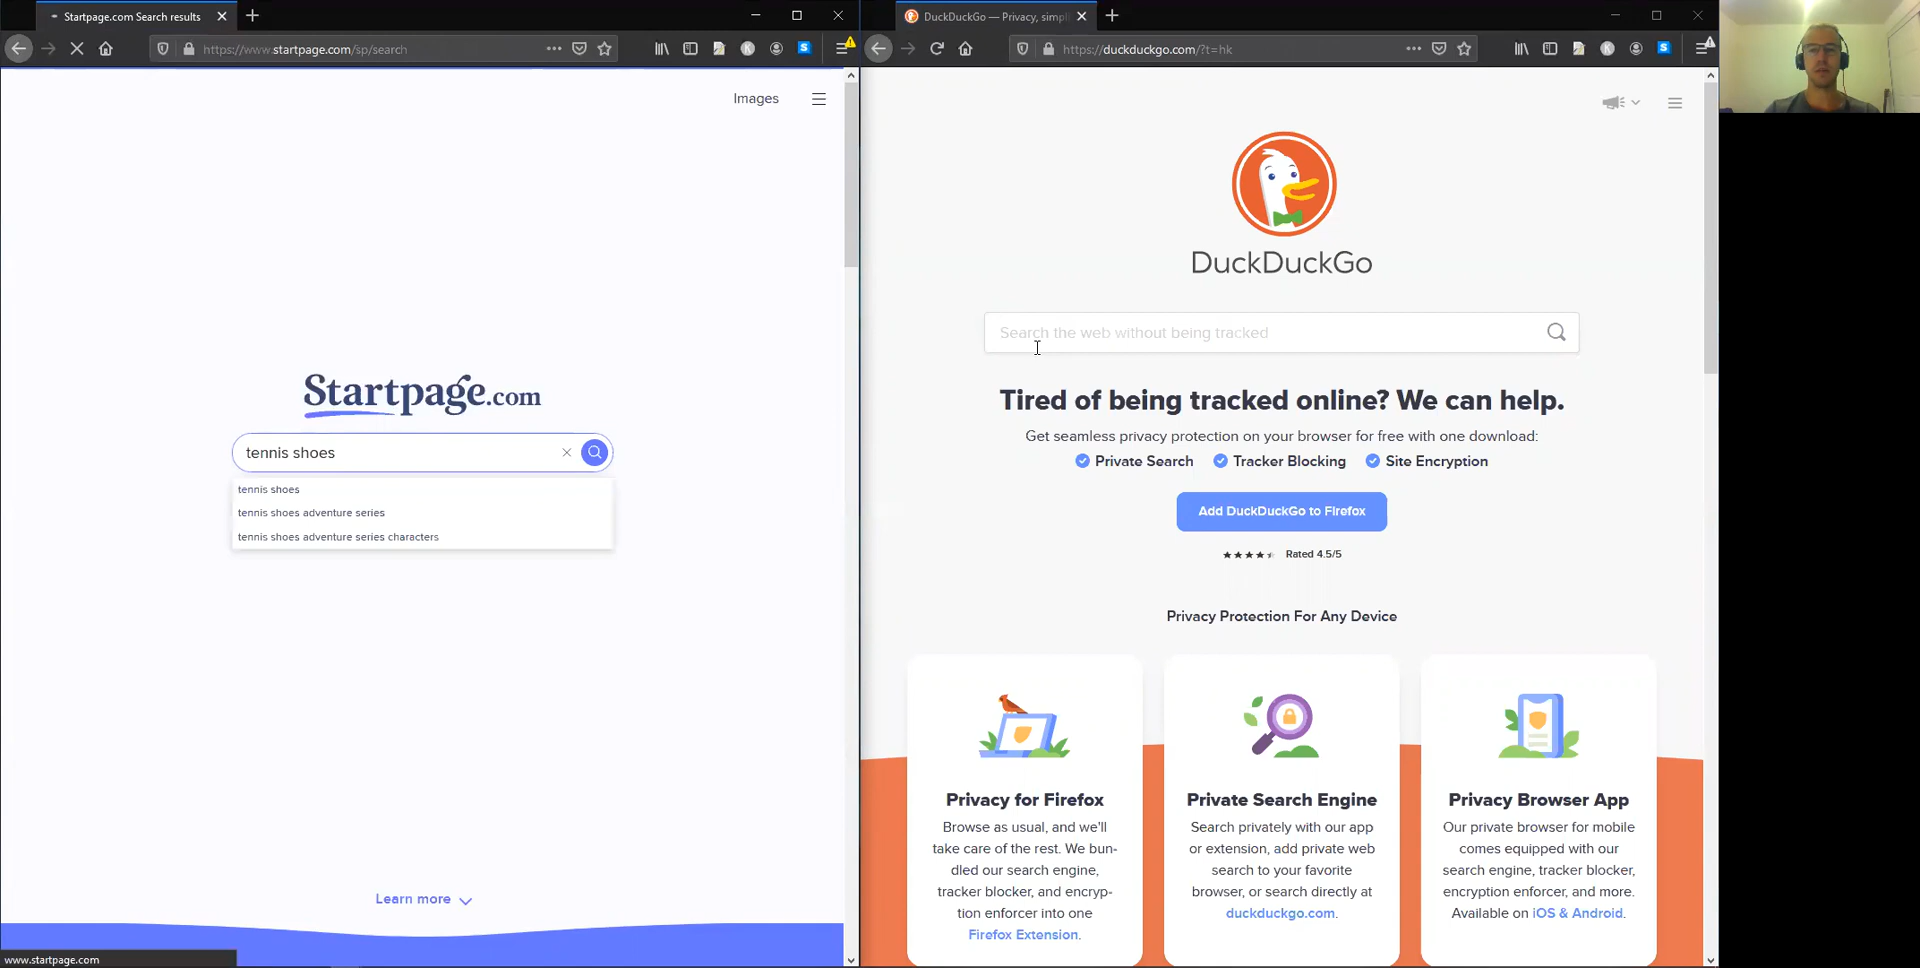 Startpage.com Search results
https://www.startpage.com/sp/search
Images
Startpage.com
tennis shoes
tennis shoes
tennis shoes adventure series
tennis shoes adventure series characters
Learn more
www.startpage.com
DuckDuckGo — Privacy, simpl
https://duckduckgo.com/?t=hk
DuckDuckGo
Search the web without being tracked
Tired of being tracked online? We can help.
Get seamless privacy protection on your browser for free with one download:
Private Search Tracker Blocking Site Encryption
Add DuckDuckGo to Firefox
Rated 4.5/5
Privacy Protection For Any Device
Privacy for Firefox
Browse as usual, and we'll
take care of the rest. We bun-
dled our search engine,
tracker blocker, and encryp-
tion enforcer into one
Firefox Extension.
Private Search Engine
Search privately with our app
or extension, add private web
search to your favorite
browser, or search directly at
duckduckgo.com.
Privacy Browser App
Our private browser for mobile
comes equipped with our
search engine, tracker blocker,
encryption enforcer, and more.
Available on iOS & Android.